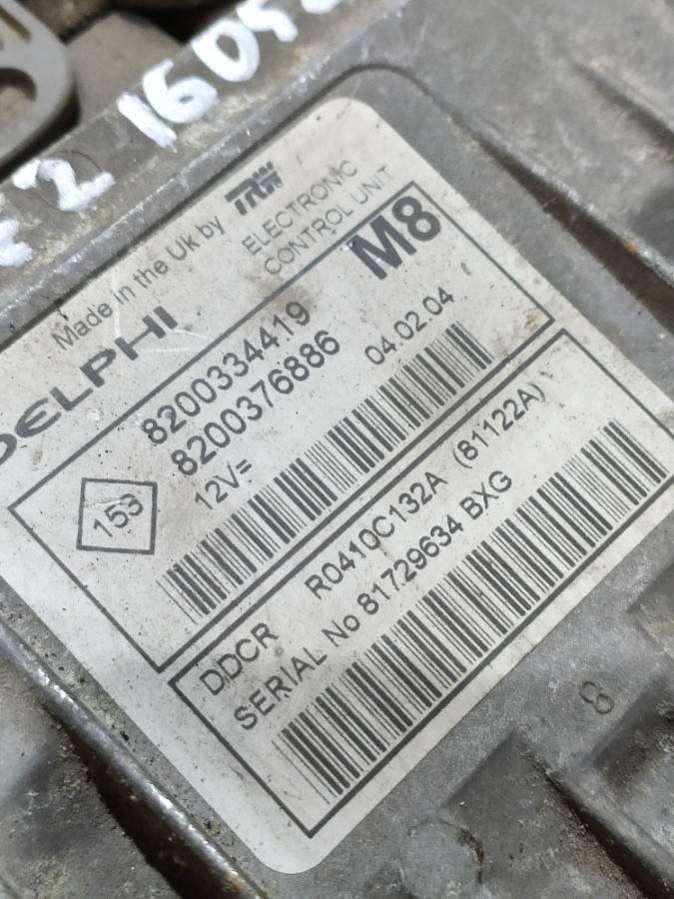 Z 1605
Made in the Uk by TRW
DELPHI
ELECTRONIC
CONTROL UNIT
8200334419
M8
8200376886
12V=
04.02.04
153
DDCR R0410C132A (81122A)
SERIAL No 81729634 BXG
8